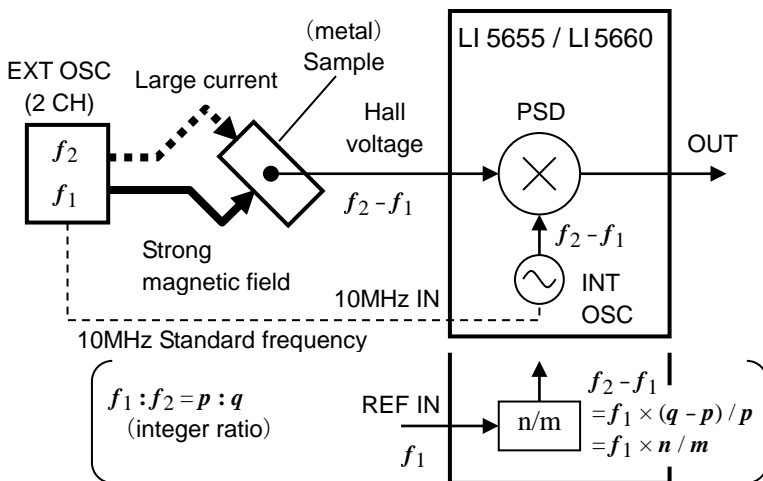 EXT OSC
(2 CH)
f2
f1
Large current
(metal)
Sample
Strong
magnetic field
Hall
voltage
f2−f1
LI 5655 / LI 5660
PSD
OUT
f2−f1
INT
OSC
10MHz IN
10MHz Standard frequency
f1 : f2 = p : q
(integer ratio)
REF IN
f1
n/m
f2−f1
=f1 × (q − p) / p
=f1 × n / m